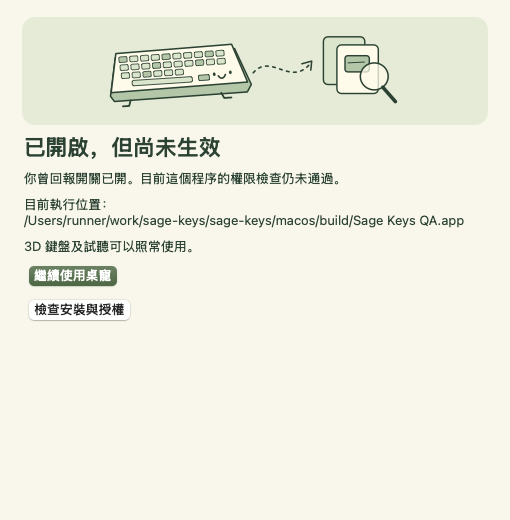 已開啟，但尚未生效
你曾回報開關已開。目前這個程序的權限檢查仍未通過。
目前執行位置：
/Users/runner/work/sage-keys/sage-keys/macos/build/Sage Keys QA.app
3D 鍵盤及試聽可以照常使用。
繼續使用桌寵
檢查安裝與授權